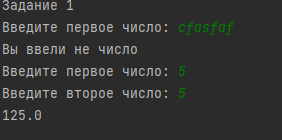 Задание 1
Введите первое число: cfasfaf
Вы ввели не число
Введите первое число: 5
Введите второе число: 5
125.0